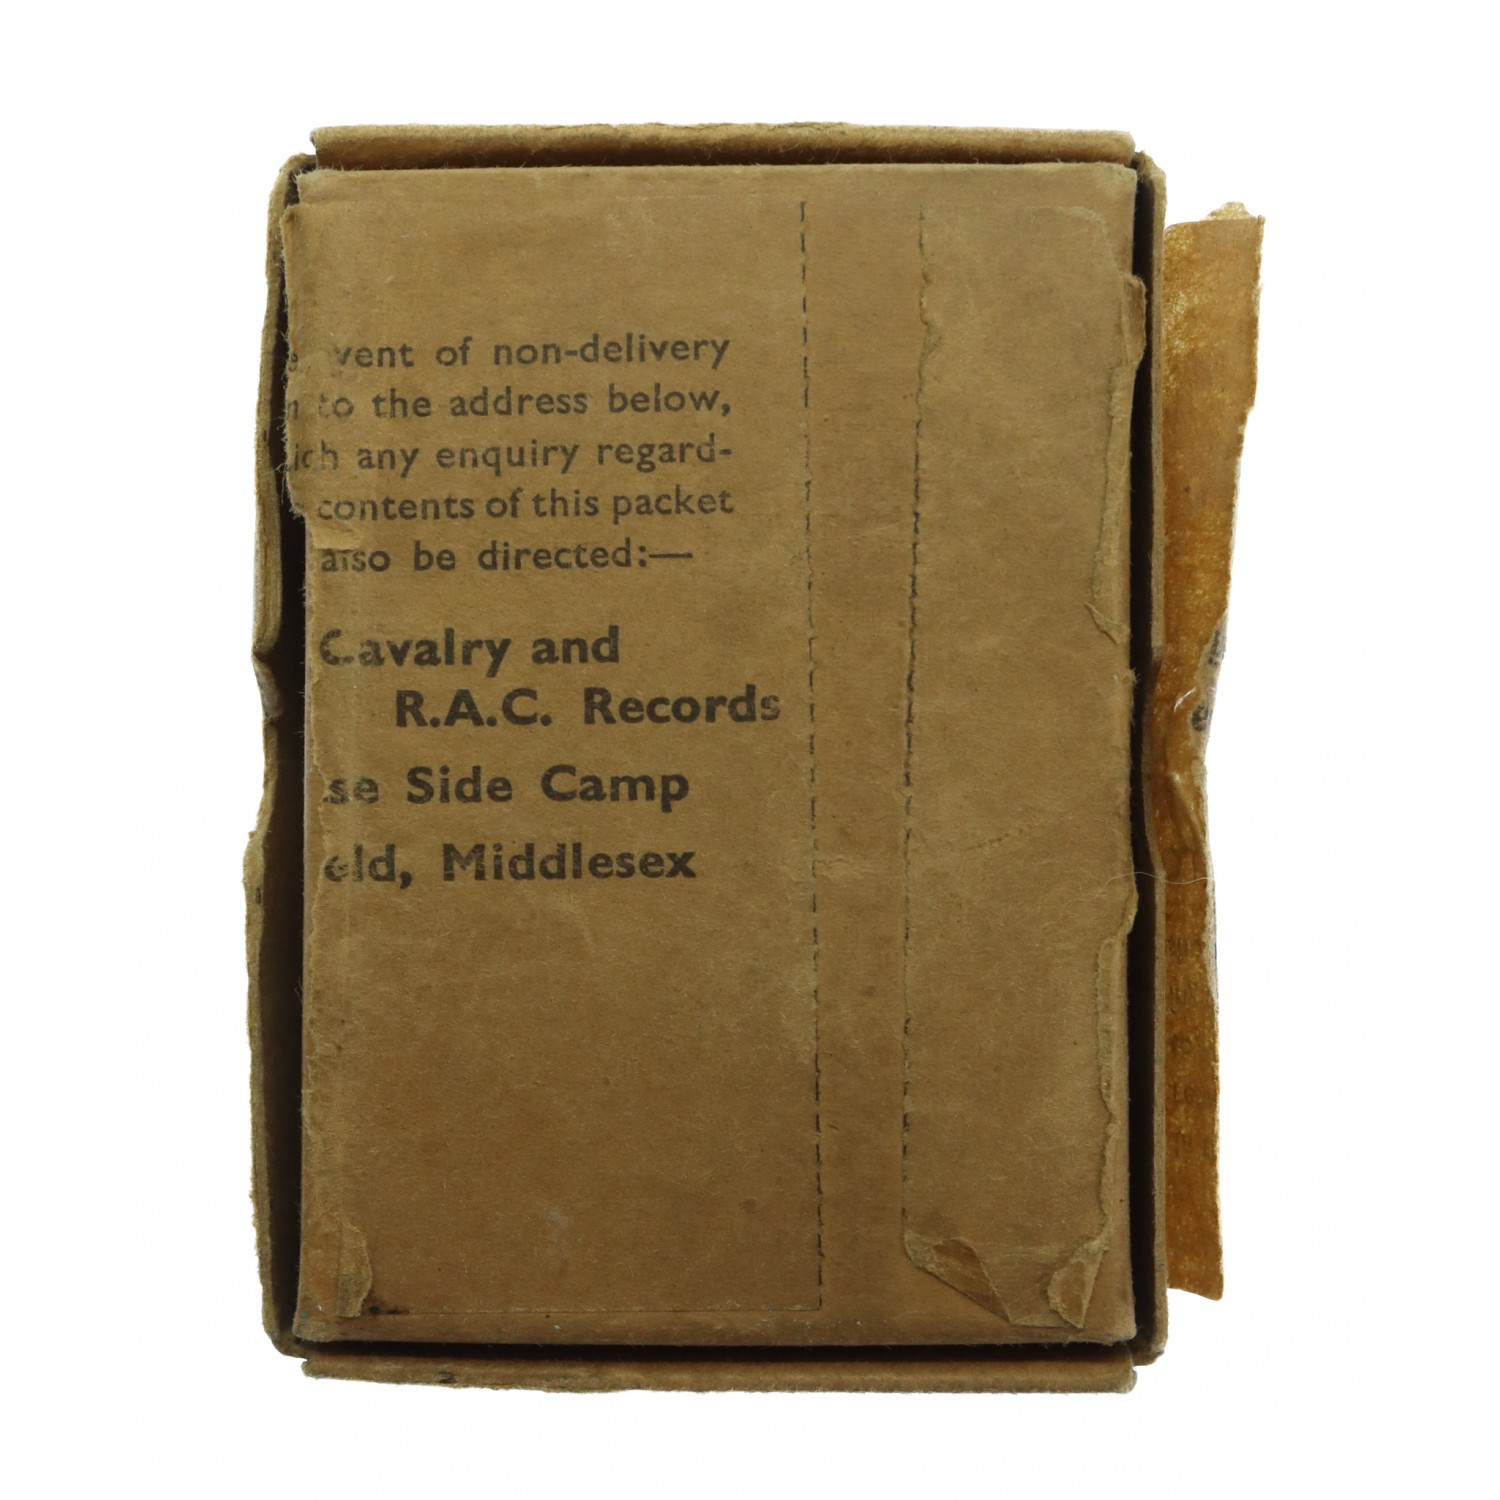 vent of non-delivery
to the address below,
any enquiry regard-
contents of this packet
also be directed:—
Cavalry and
R.A.C. Records
se Side Camp
eld, Middlesex